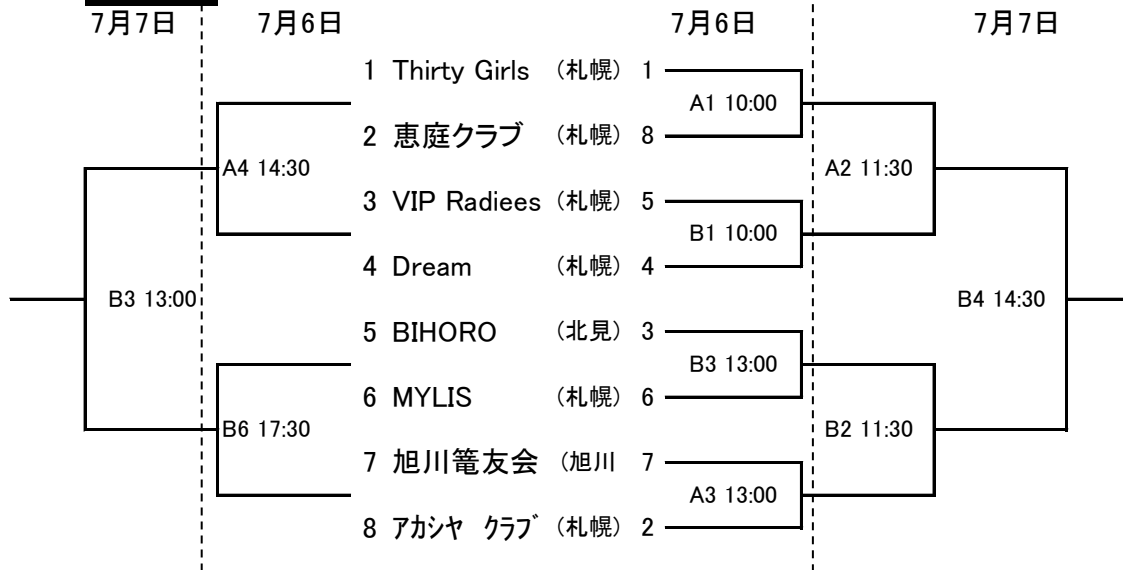 7月7日 7月6日 7月6日 7月7日
1 Thirty Girls (札幌) 1
A1 10:00
2 恵庭クラブ (札幌) 8
A4 14:30 A2 11:30
3 VIP Radiees (札幌) 5
B1 10:00
4 Dream (札幌) 4
B3 13:00 B4 14:30
5 BIHORO (北見) 3
B3 13:00
6 MYLIS (札幌) 6
B6 17:30 B2 11:30
7 旭川篭友会 (旭川 7
A3 13:00
8 ｱｶｼﾔ ｸﾗﾌﾞ (札幌) 2